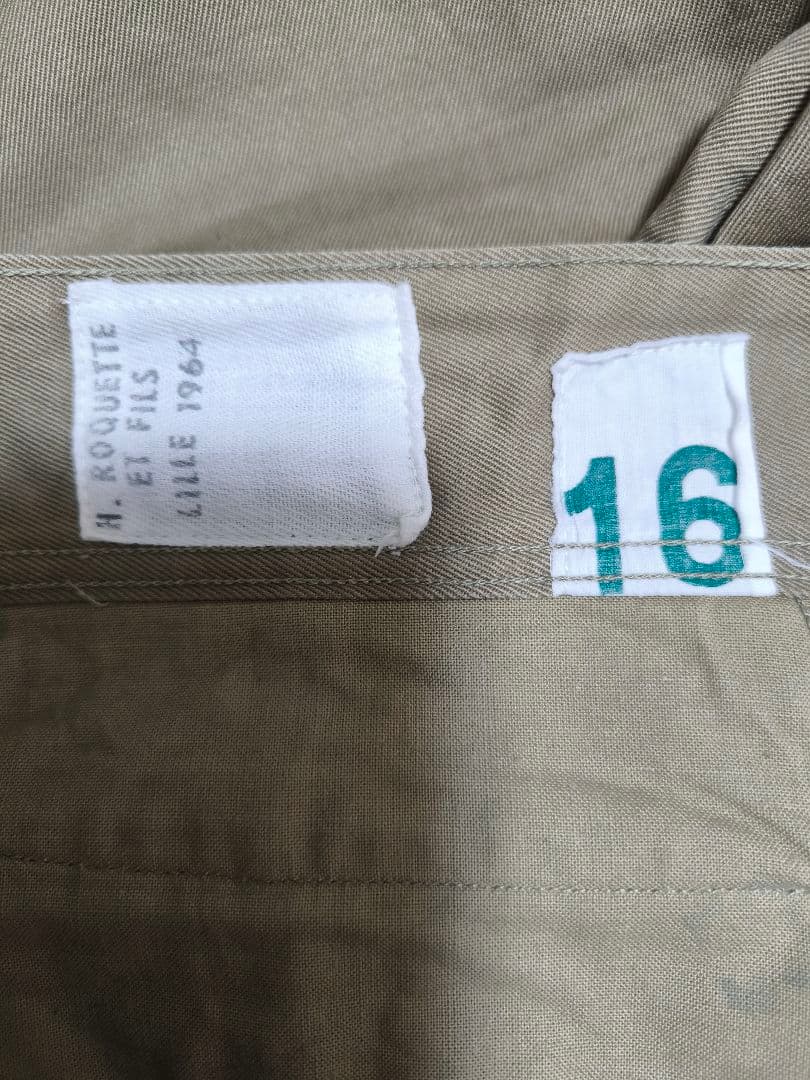 H. ROQUETTE
ET FILS
LILLE 1964
16